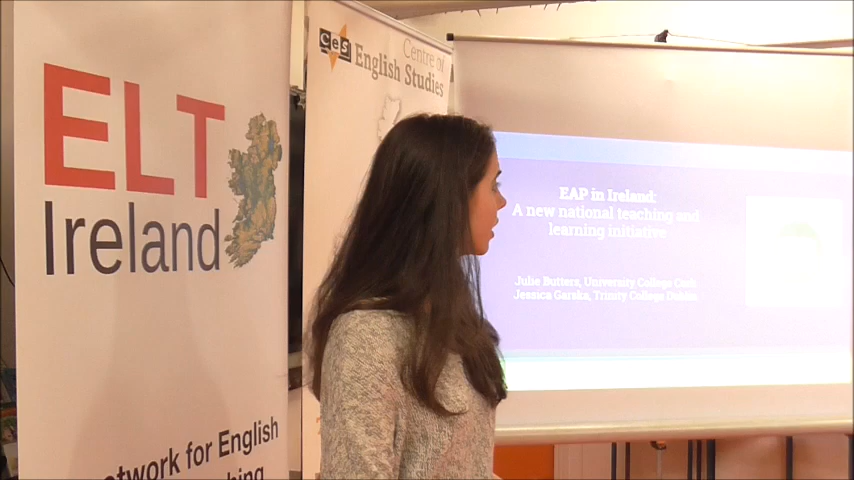 ELT
Ireland
network for English
ces
Centre of
English Studies
EAP in Ireland:
A new national teaching and
learning initiative
Julie Butters, University College Cork
Jessica Garska, Trinity College Dublin